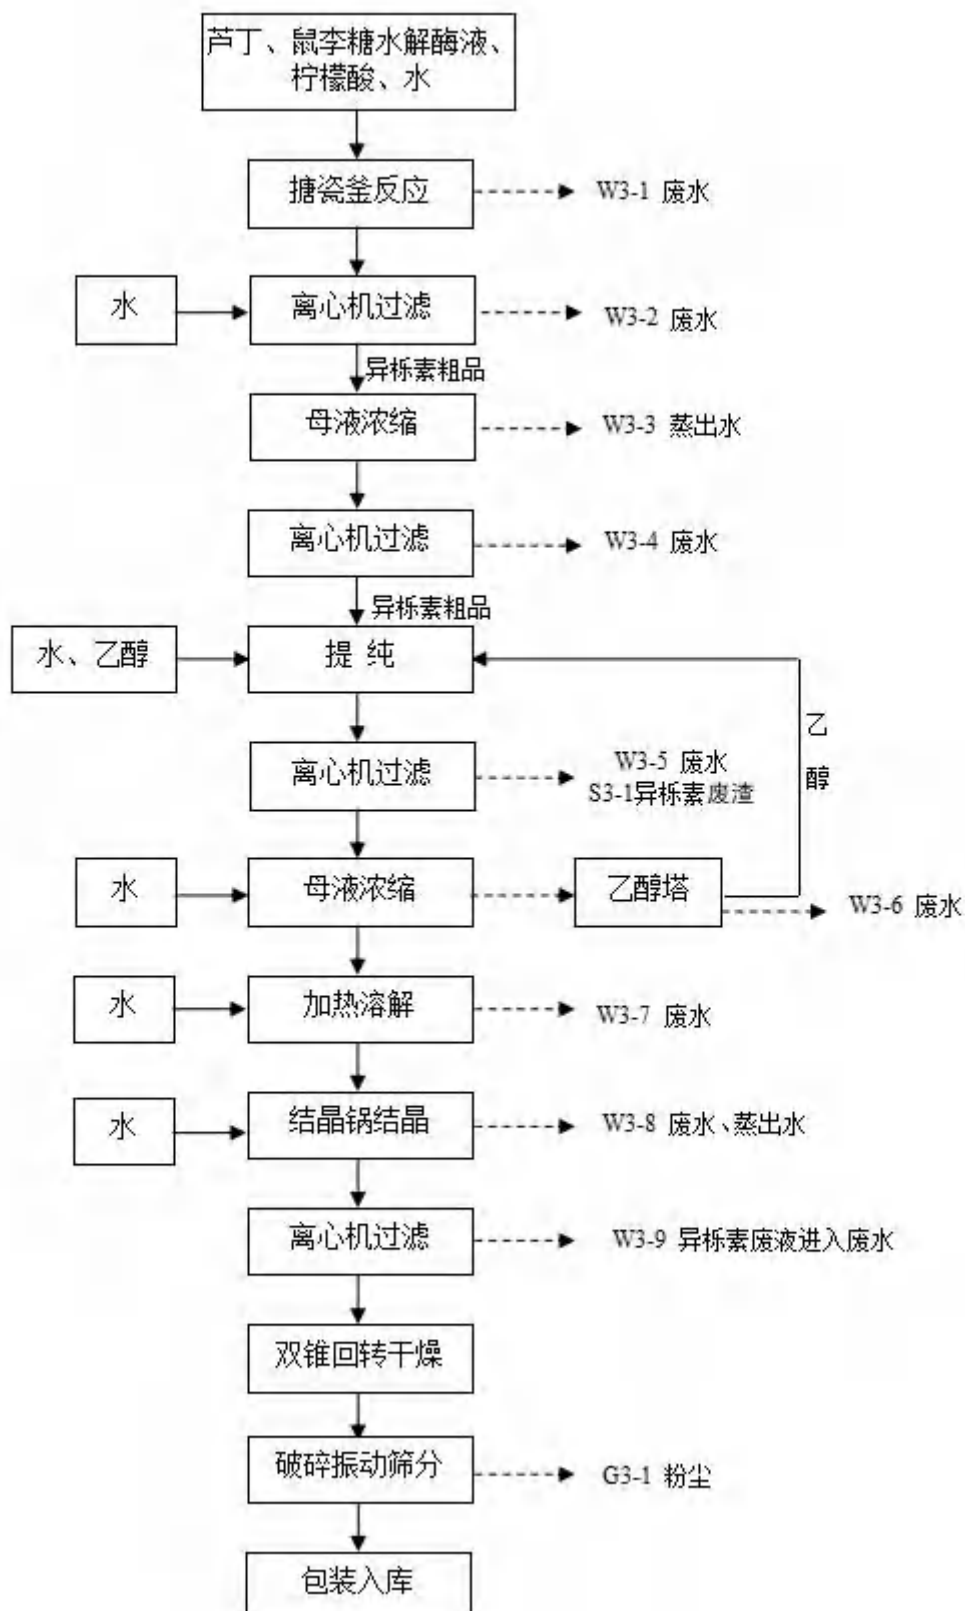 芦丁、鼠李糖水解酶液、
柠檬酸、水
搪瓷釜反应
W3-1 废水
水
离心机过滤
W3-2 废水
异栎素粗品
母液浓缩
W3-3 蒸出水
离心机过滤
W3-4 废水
异栎素粗品
水、乙醇
提 纯
乙
醇
离心机过滤
W3-5 废水
S3-1异栎素废渣
水
母液浓缩
乙醇塔
W3-6 废水
水
加热溶解
W3-7 废水
水
结晶锅结晶
W3-8 废水、蒸出水
离心机过滤
W3-9 异栎素废液进入废水
双锥回转干燥
破碎振动筛分
G3-1 粉尘
包装入库